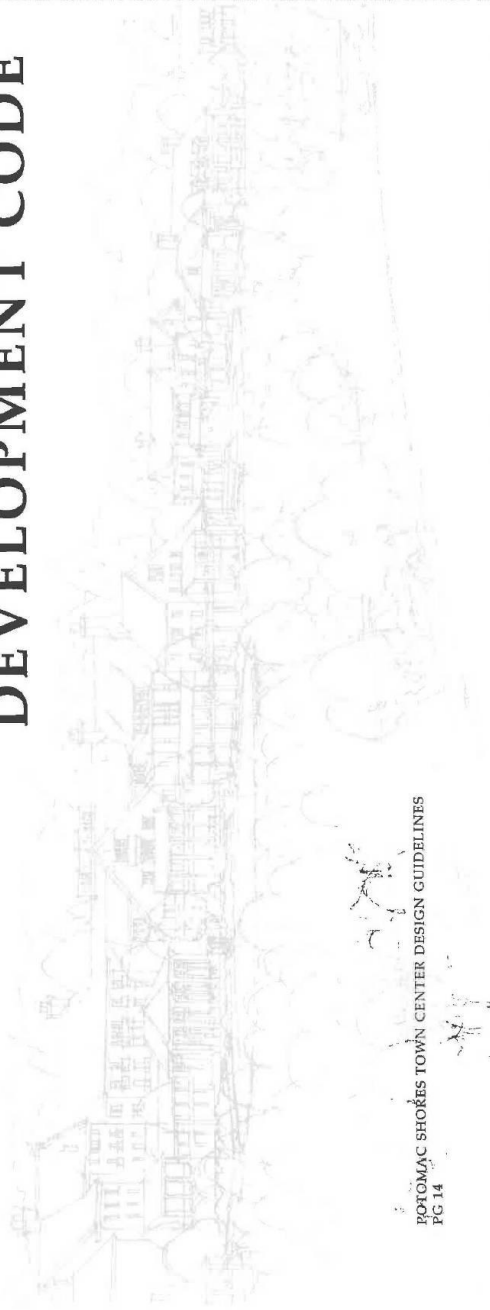 DEVELOPMENT CODE
POTOMAC SHORES TOWN CENTER DESIGN GUIDELINES
PG 14